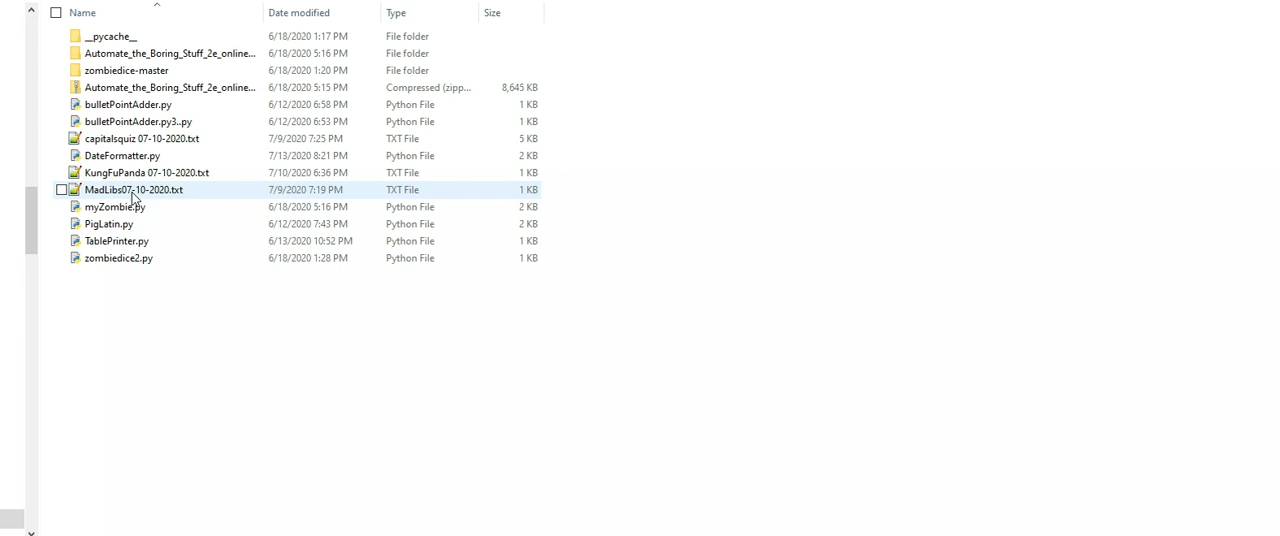 Name Date modified Type Size
__pycache__ 6/18/2020 1:17 PM File folder
Automate_the_Boring_Stuff_2e_online... 6/18/2020 5:16 PM File folder
zombiedice-master 6/18/2020 1:20 PM File folder
Automate_the_Boring_Stuff_2e_online... 6/18/2020 5:15 PM Compressed (zipp... 8,645 KB
bulletPointAdder.py 6/12/2020 6:58 PM Python File 1 KB
bulletPointAdder.py3..py 6/12/2020 6:53 PM Python File 1 KB
capitalsquiz 07-10-2020.txt 7/9/2020 7:25 PM TXT File 5 KB
DateFormatter.py 7/13/2020 8:21 PM Python File 2 KB
KungFuPanda 07-10-2020.txt 7/10/2020 6:36 PM TXT File 1 KB
MadLibs07-10-2020.txt 7/9/2020 7:19 PM TXT File 1 KB
myZombie.py 6/18/2020 5:16 PM Python File 2 KB
PigLatin.py 6/12/2020 7:43 PM Python File 2 KB
TablePrinter.py 6/13/2020 10:52 PM Python File 1 KB
zombiedice2.py 6/18/2020 1:28 PM Python File 1 KB